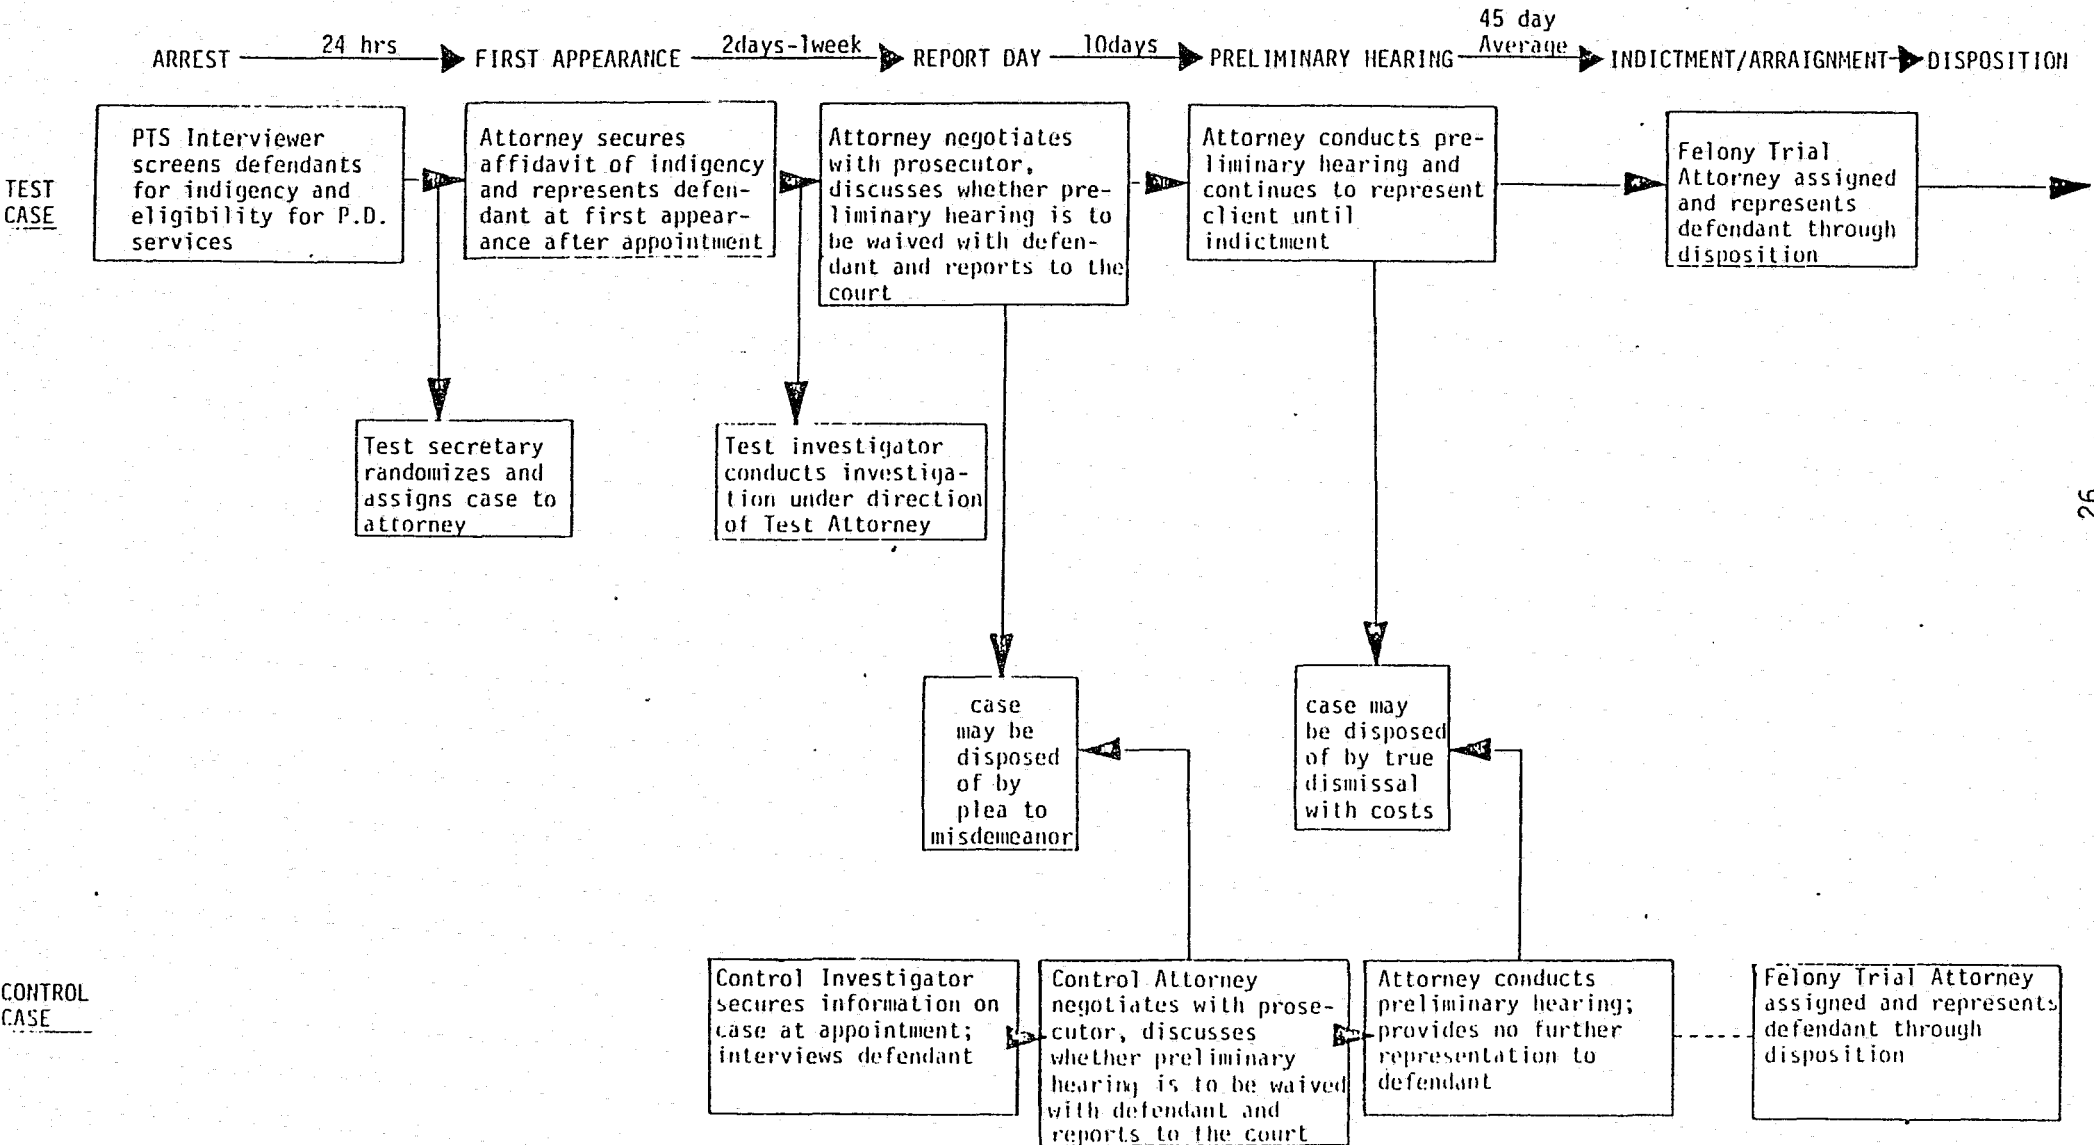 45 day
ARREST 24 hrs FIRST APPEARANCE 2days-1week REPORT DAY 10days PRELIMINARY HEARING Average INDICTMENT/ARRAIGNMENT DISPOSITION
TEST
CASE
PTS Interviewer
screens defendants
for indigency and
eligibility for P.D.
services
Attorney secures
affidavit of indigency
and represents defen-
dant at first appear-
ance after appointment
Attorney negotiates
with prosecutor,
discusses whether pre-
liminary hearing is to
be waived with defen-
dant and reports to the
court
Attorney conducts pre-
liminary hearing and
continues to represent
client until
indictment
Felony Trial
Attorney assigned
and represents
defendant through
disposition
Test secretary
randomizes and
assigns case to
attorney
Test investigator
conducts investiga-
tion under direction
of Test Attorney
26
case
may be
disposed
of by
plea to
misdemeanor
case may
be disposed
of by true
dismissal
with costs
CONTROL
CASE
Control Investigator
secures information on
case at appointment;
interviews defendant
Control Attorney
negotiates with prose-
cutor, discusses
whether preliminary
hearing is to be waived
with defendant and
reports to the court
Attorney conducts
preliminary hearing;
provides no further
representation to
defendant
Felony Trial Attorney
assigned and represents
defendant through
disposition